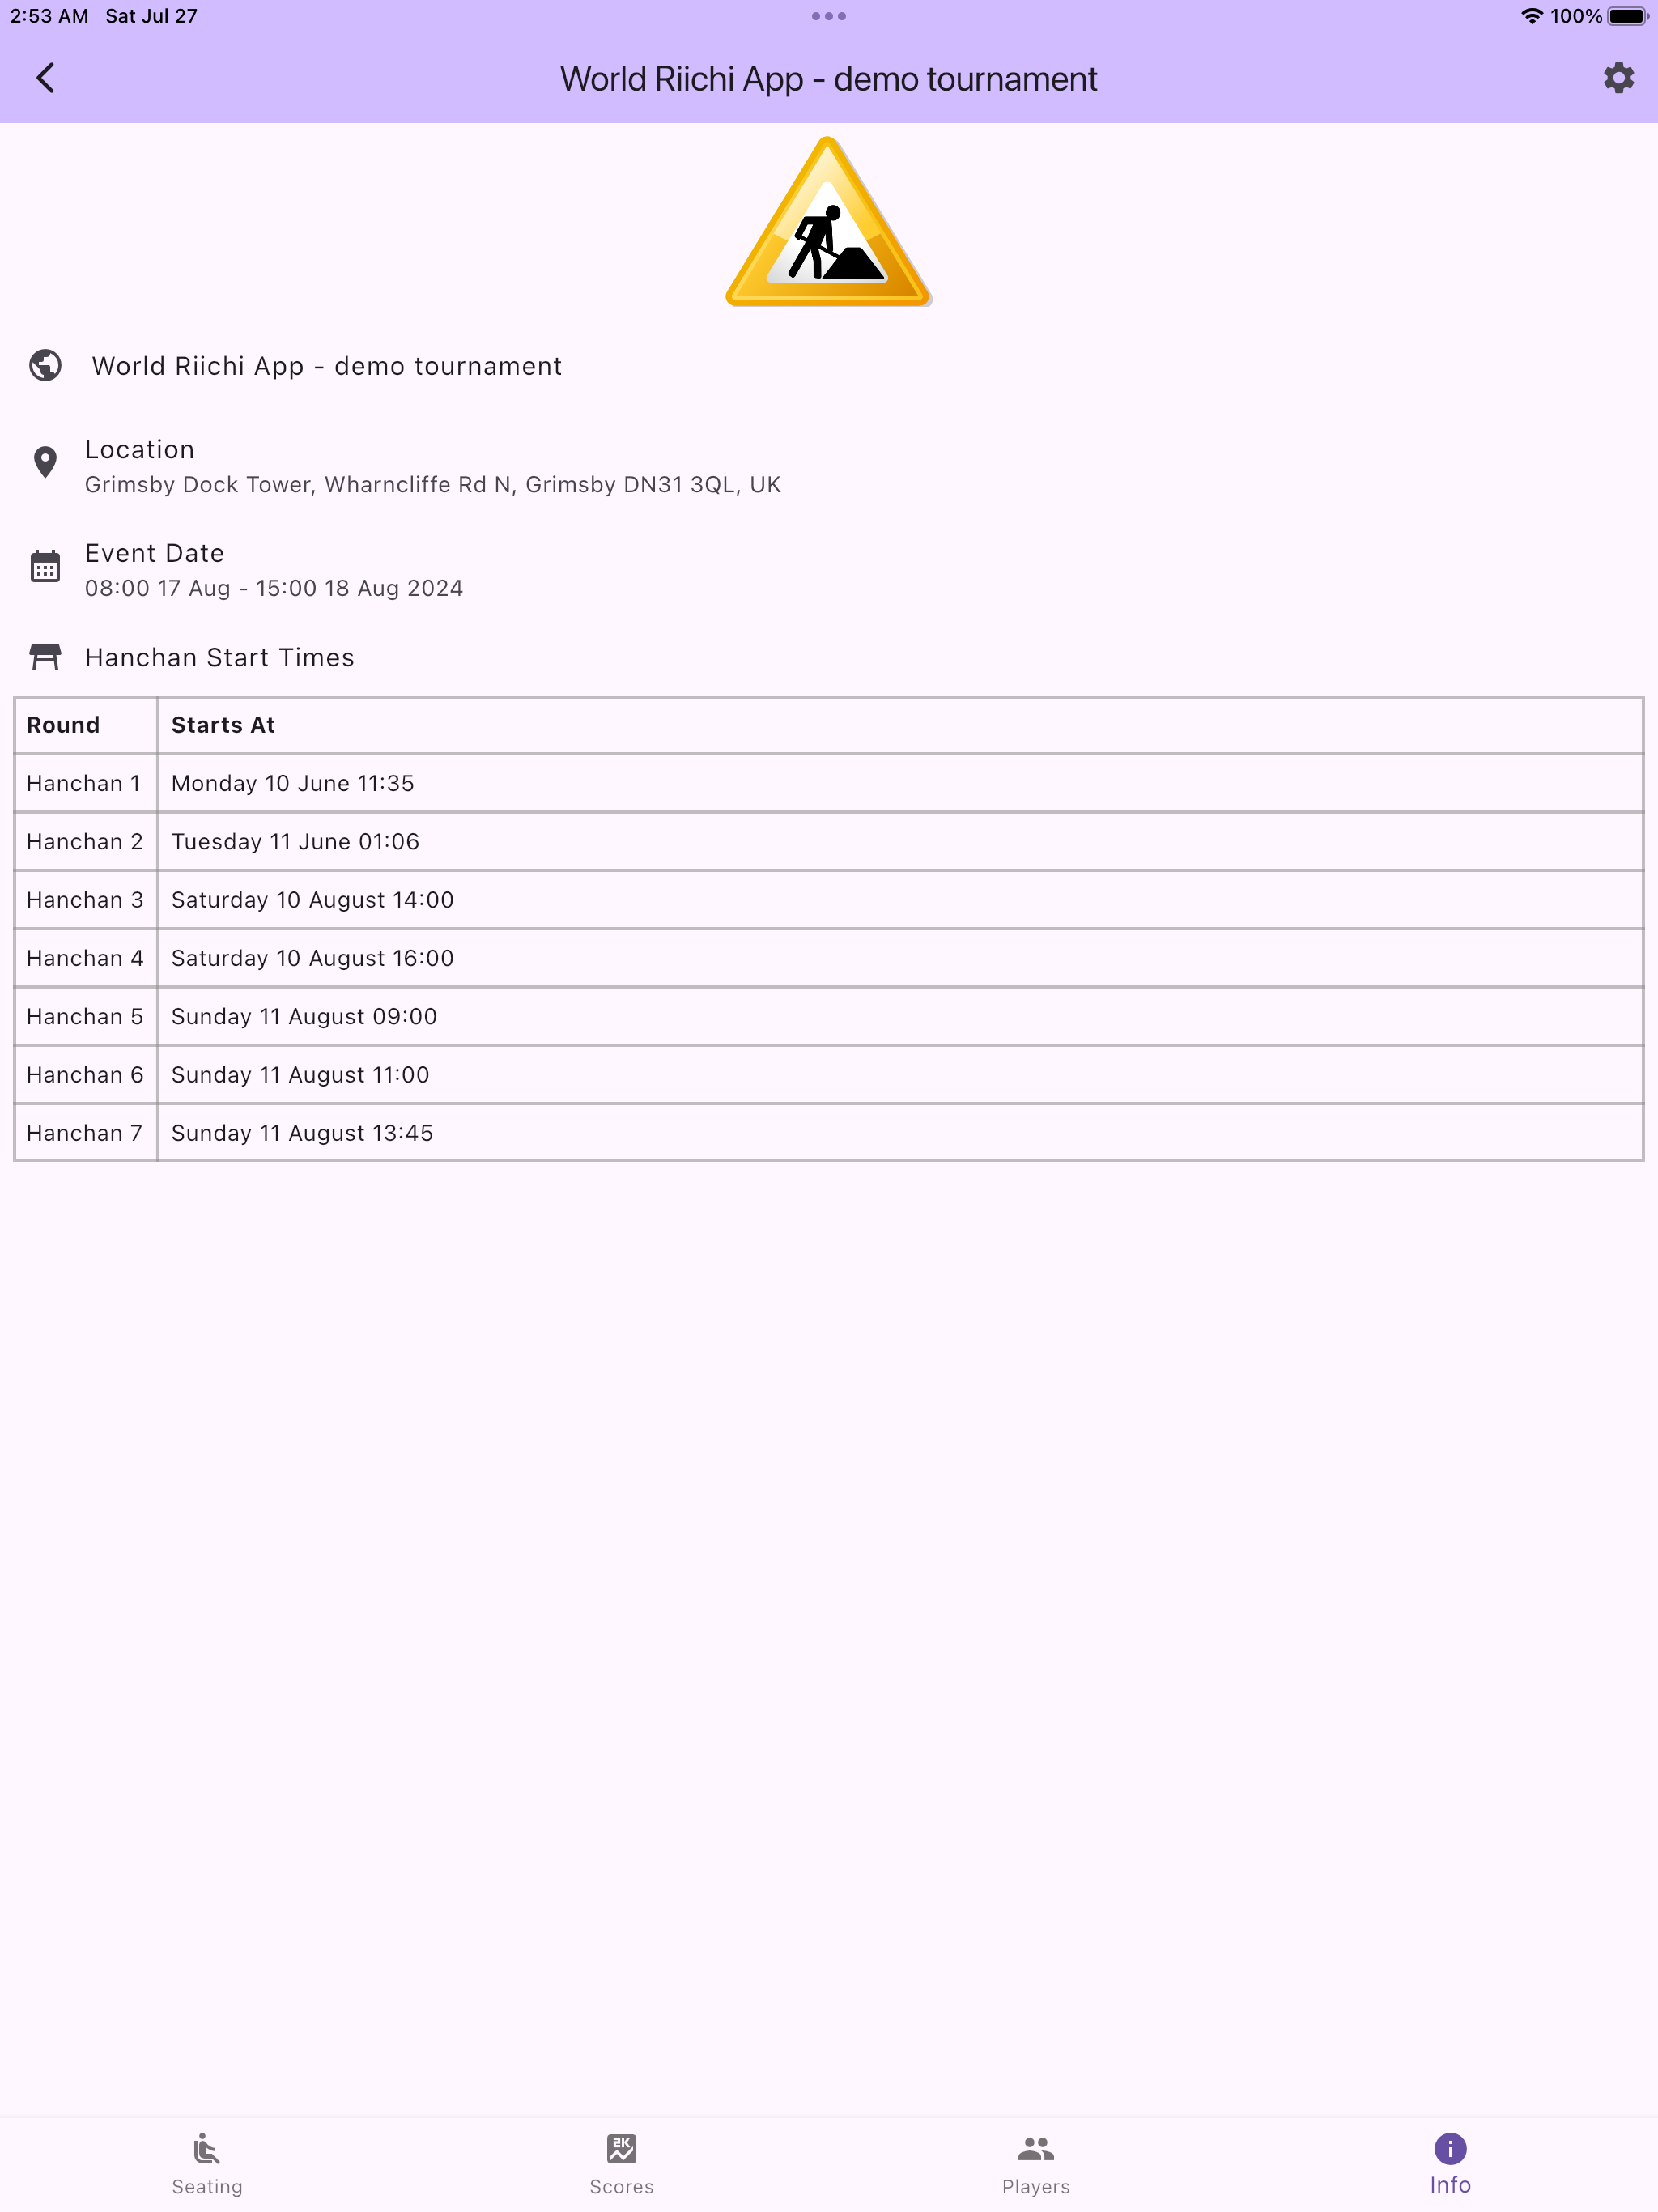 2:53 AM Sat Jul 27 100%
World Riichi App - demo tournament
World Riichi App - demo tournament
Location
Grimsby Dock Tower, Wharncliffe Rd N, Grimsby DN31 3QL, UK
Event Date
08:00 17 Aug - 15:00 18 Aug 2024
Hanchan Start Times
Round Starts At
Hanchan 1 Monday 10 June 11:35
Hanchan 2 Tuesday 11 June 01:06
Hanchan 3 Saturday 10 August 14:00
Hanchan 4 Saturday 10 August 16:00
Hanchan 5 Sunday 11 August 09:00
Hanchan 6 Sunday 11 August 11:00
Hanchan 7 Sunday 11 August 13:45
2K
Seating Scores Players Info